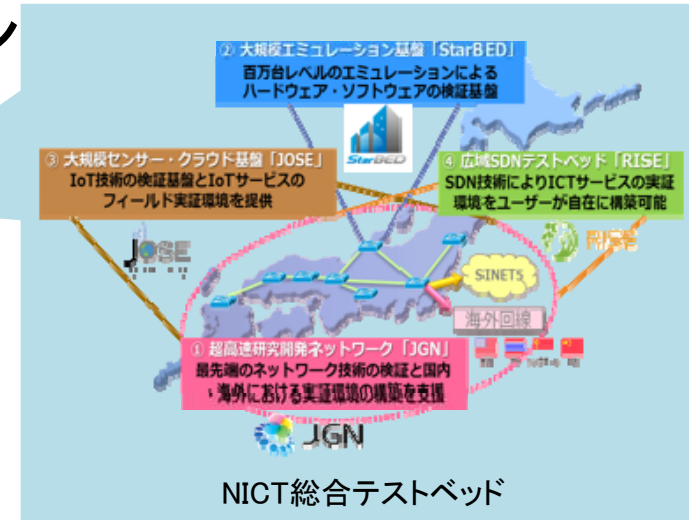 ン
② 大規模エミュレーション基盤「StarBED」
百万台レベルのエミュレーションによる
ハードウェア・ソフトウェアの検証基盤
StarBED
③ 大規模センサー・クラウド基盤「JOSE」
IoT技術の検証基盤とIoTサービスの
フィールド実証環境を提供
④ 広域SDNテストベッド「RISE」
SDN技術によりICTサービスの実証
環境をユーザーが自在に構築可能
JOSE
RISE
SINET5
海外回線
① 超高速研究開発ネットワーク「JGN」
最先端のネットワーク技術の検証と国内
・海外における実証環境の構築を支援
JGN
NICT総合テストベッド